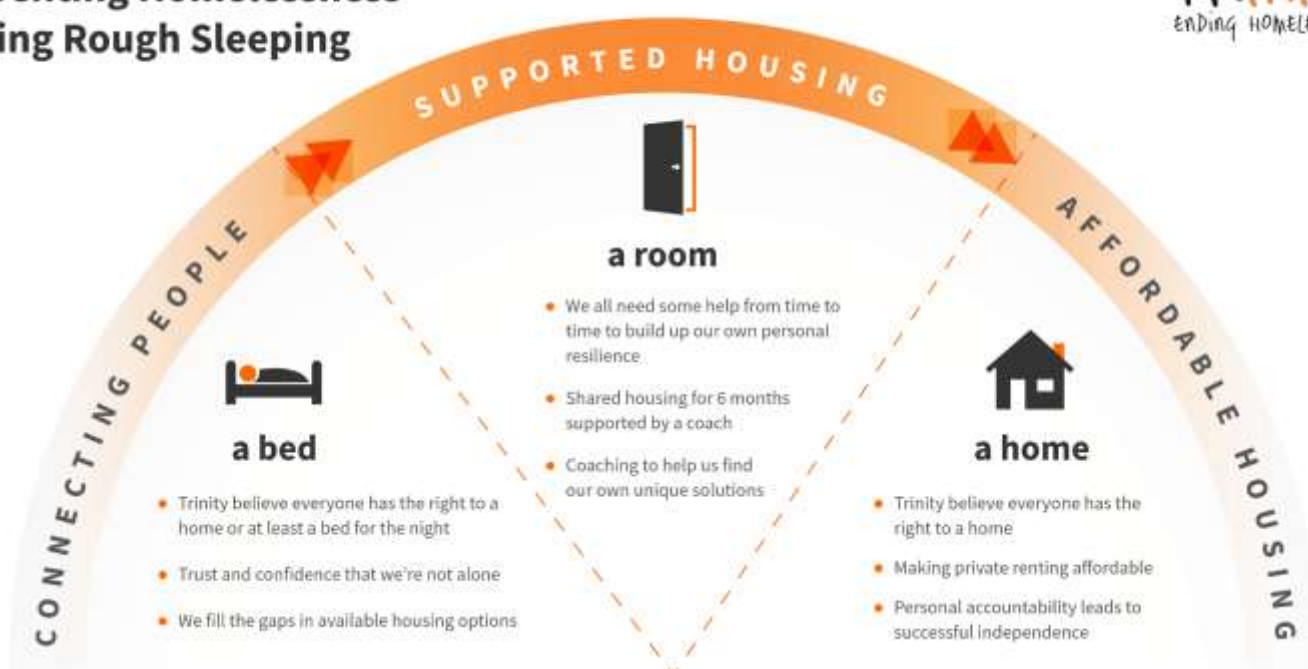 ing Rough Sleeping
ENDING
SUPPORTED HOUSING
CONNECTING PEOPLE
AFFORDABLE HOUSING
a room
We all need some help from time to
time to build up our own personal
resilience
Shared housing for 6 months
supported by a coach
Coaching to help us find
our own unique solutions
a bed
Trinity believe everyone has the right to a
home or at least a bed for the night
Trust and confidence that we're not alone
We fill the gaps in available housing options
a home
Trinity believe everyone has the
right to a home
Making private renting affordable
Personal accountability leads to
successful independence